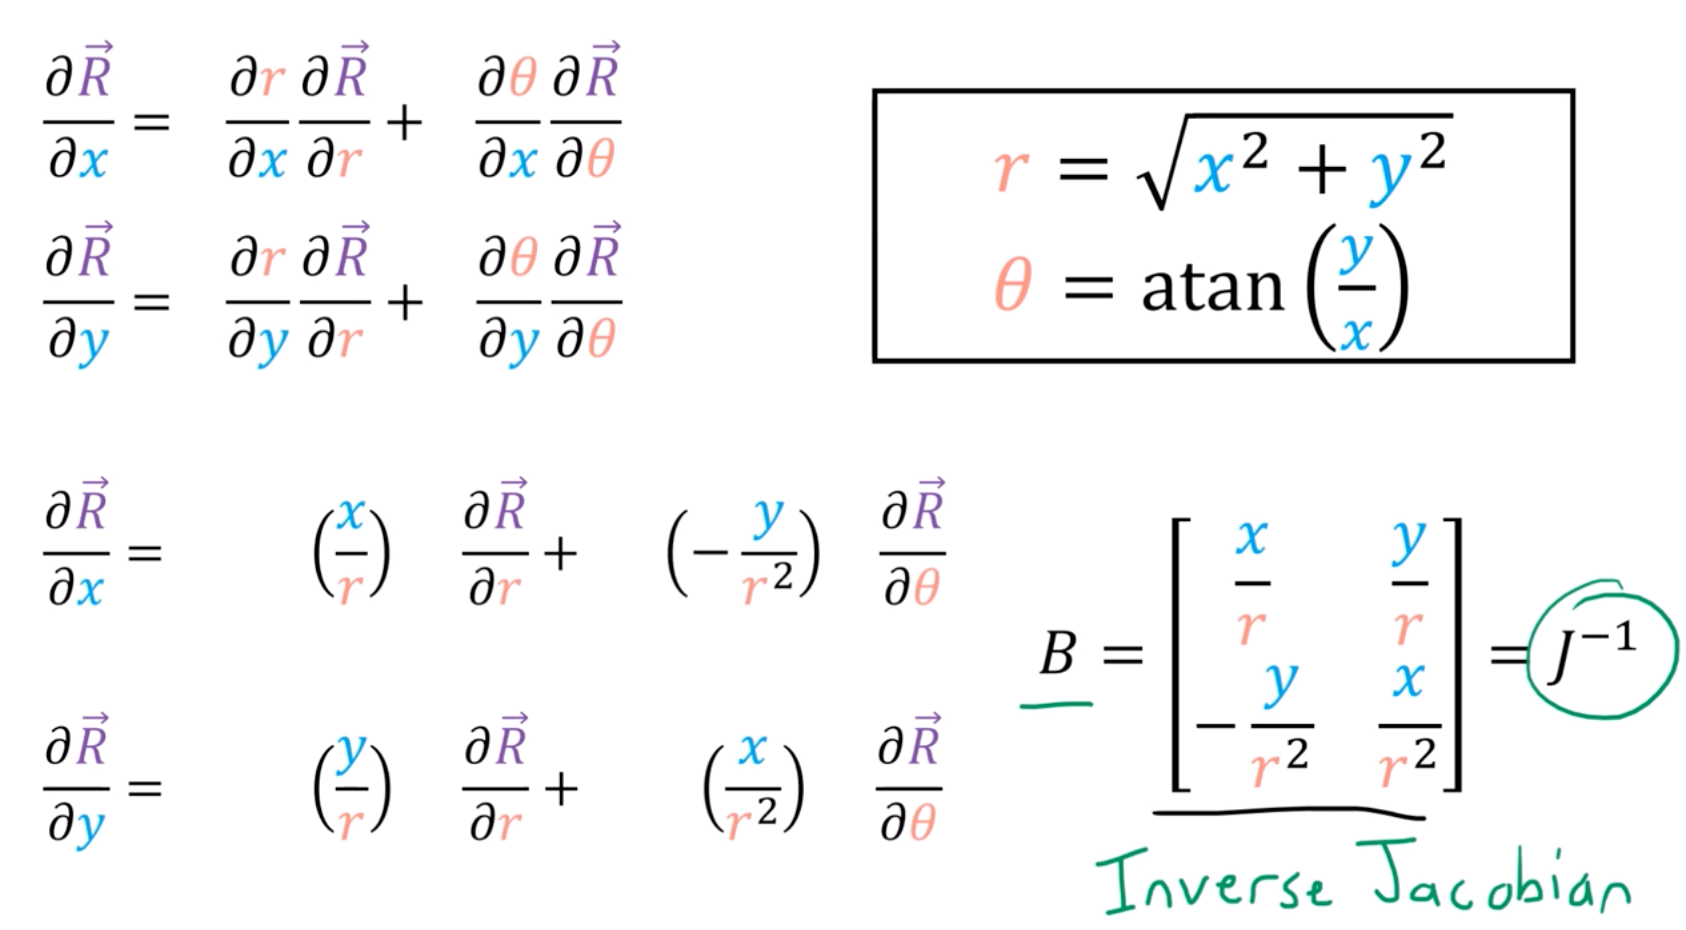 ∂R⃗/∂x = ∂r/∂x ∂R⃗/∂r + ∂θ/∂x ∂R⃗/∂θ
∂R⃗/∂y = ∂r/∂y ∂R⃗/∂r + ∂θ/∂y ∂R⃗/∂θ
r = √(x² + y²)
θ = atan(y/x)
∂R⃗/∂x = (x/r) ∂R⃗/∂r + (−y/r²) ∂R⃗/∂θ
∂R⃗/∂y = (y/r) ∂R⃗/∂r + (x/r²) ∂R⃗/∂θ
B = [x/r y/r; −y/r² x/r²] = J⁻¹
Inverse Jacobian